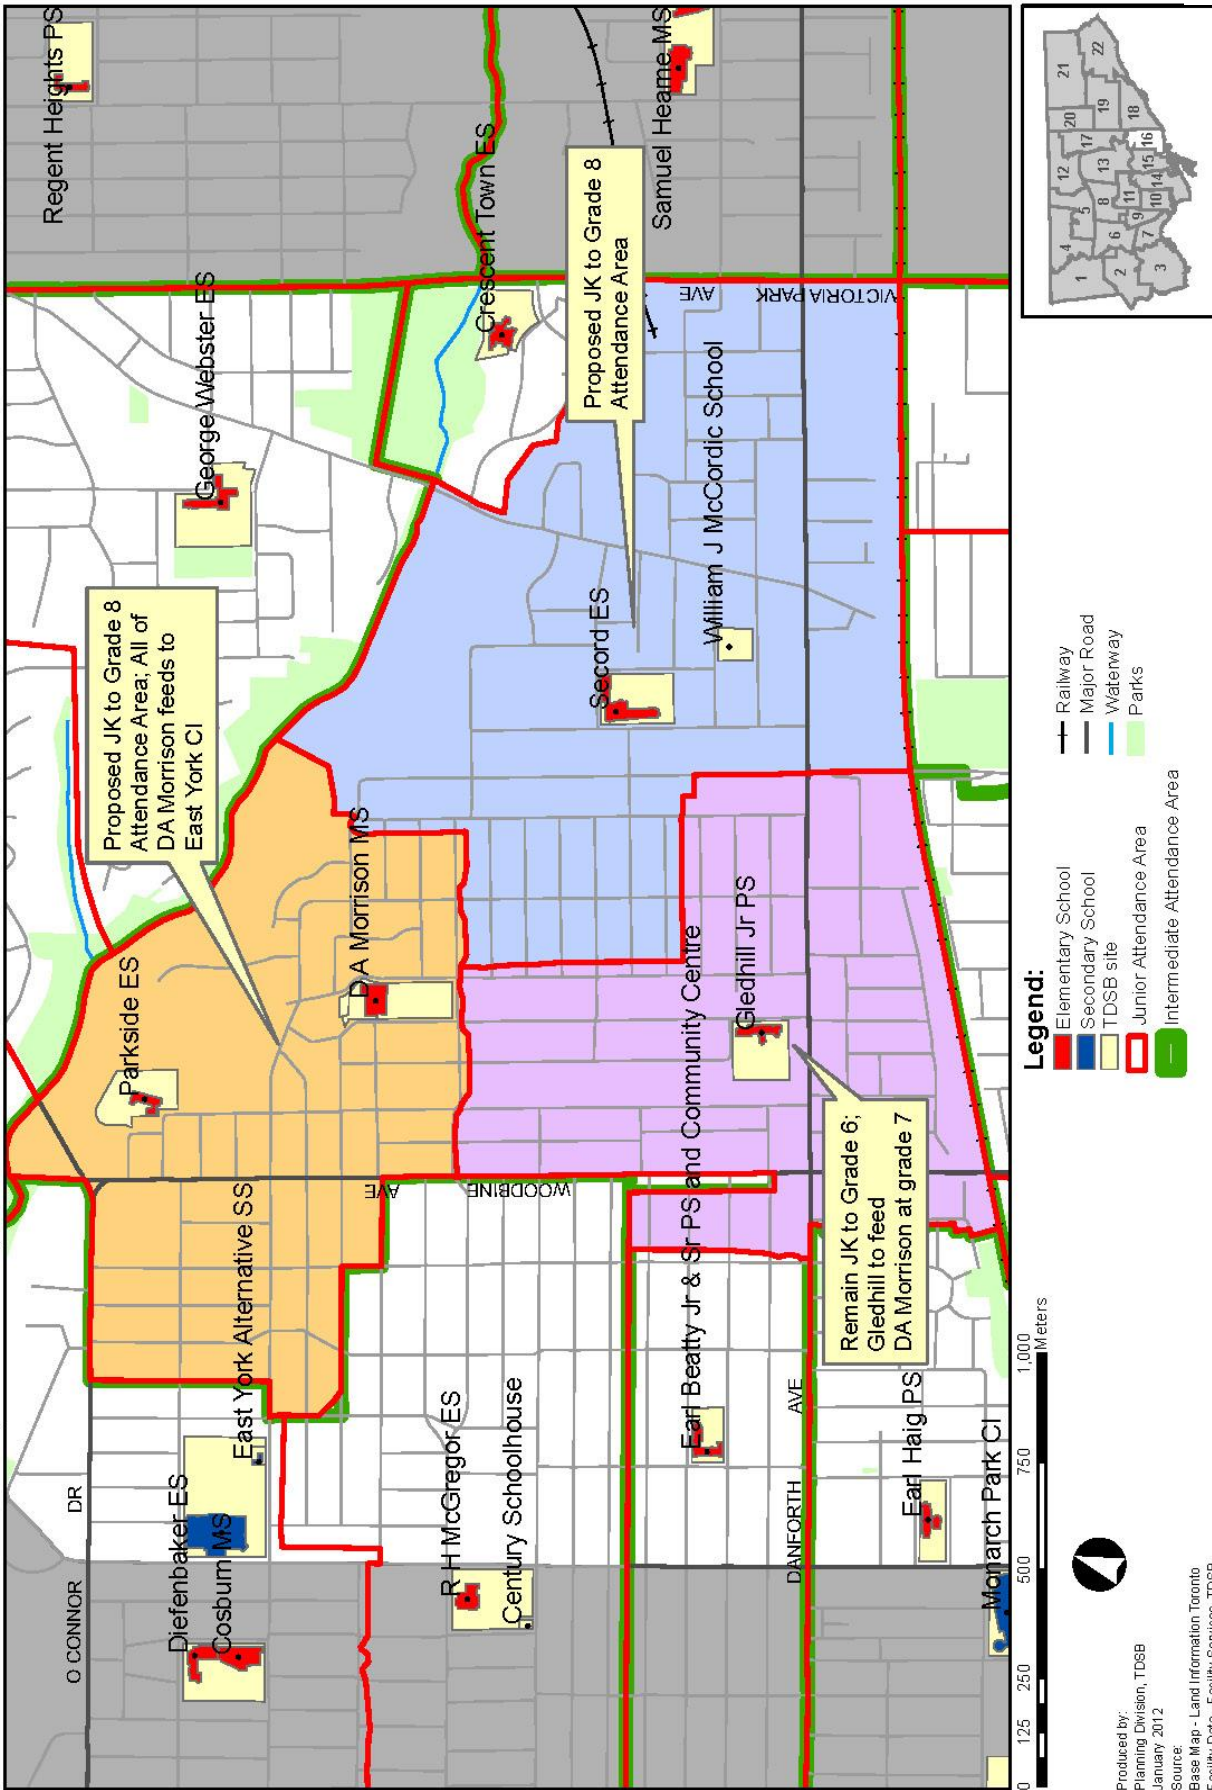 Regent Heights PS
George Webster ES
Crescent Town ES
Samuel Hearne MS
Proposed JK to Grade 8
Attendance Area; All of
DA Morrison feeds to
East York CI
Proposed JK to Grade 8
Attendance Area
VICTORIA PARK
AVE
William J McCordic School
Secord ES
DA Morrison MS
Parkside ES
Gledhill Jr PS
Remain JK to Grade 6;
Gledhill to feed
DA Morrison at grade 7
WOODBINE
AVE
East York Alternative SS
Earl Beatty Jr & Sr PS and Community Centre
O CONNOR
DR
Diefenbaker ES
Cosburn MS
R H McGregor ES
Century Schoolhouse
DANFORTH
AVE
Earl Haig PS
Monarch Park CI
0 125 250 500 750 1,000
Meters
Produced by:
Planning Division, TDSB
January 2012
Source:
Base Map - Land Information Toronto
Facility Data - Facility Services, TDSB
Legend:
Elementary School
Secondary School
TDSB site
Junior Attendance Area
Intermediate Attendance Area
Railway
Major Road
Waterway
Parks
1
2
3
4
5
6
7
8
9
10
11
12
13
14
15
16
17
18
19
20
21
22